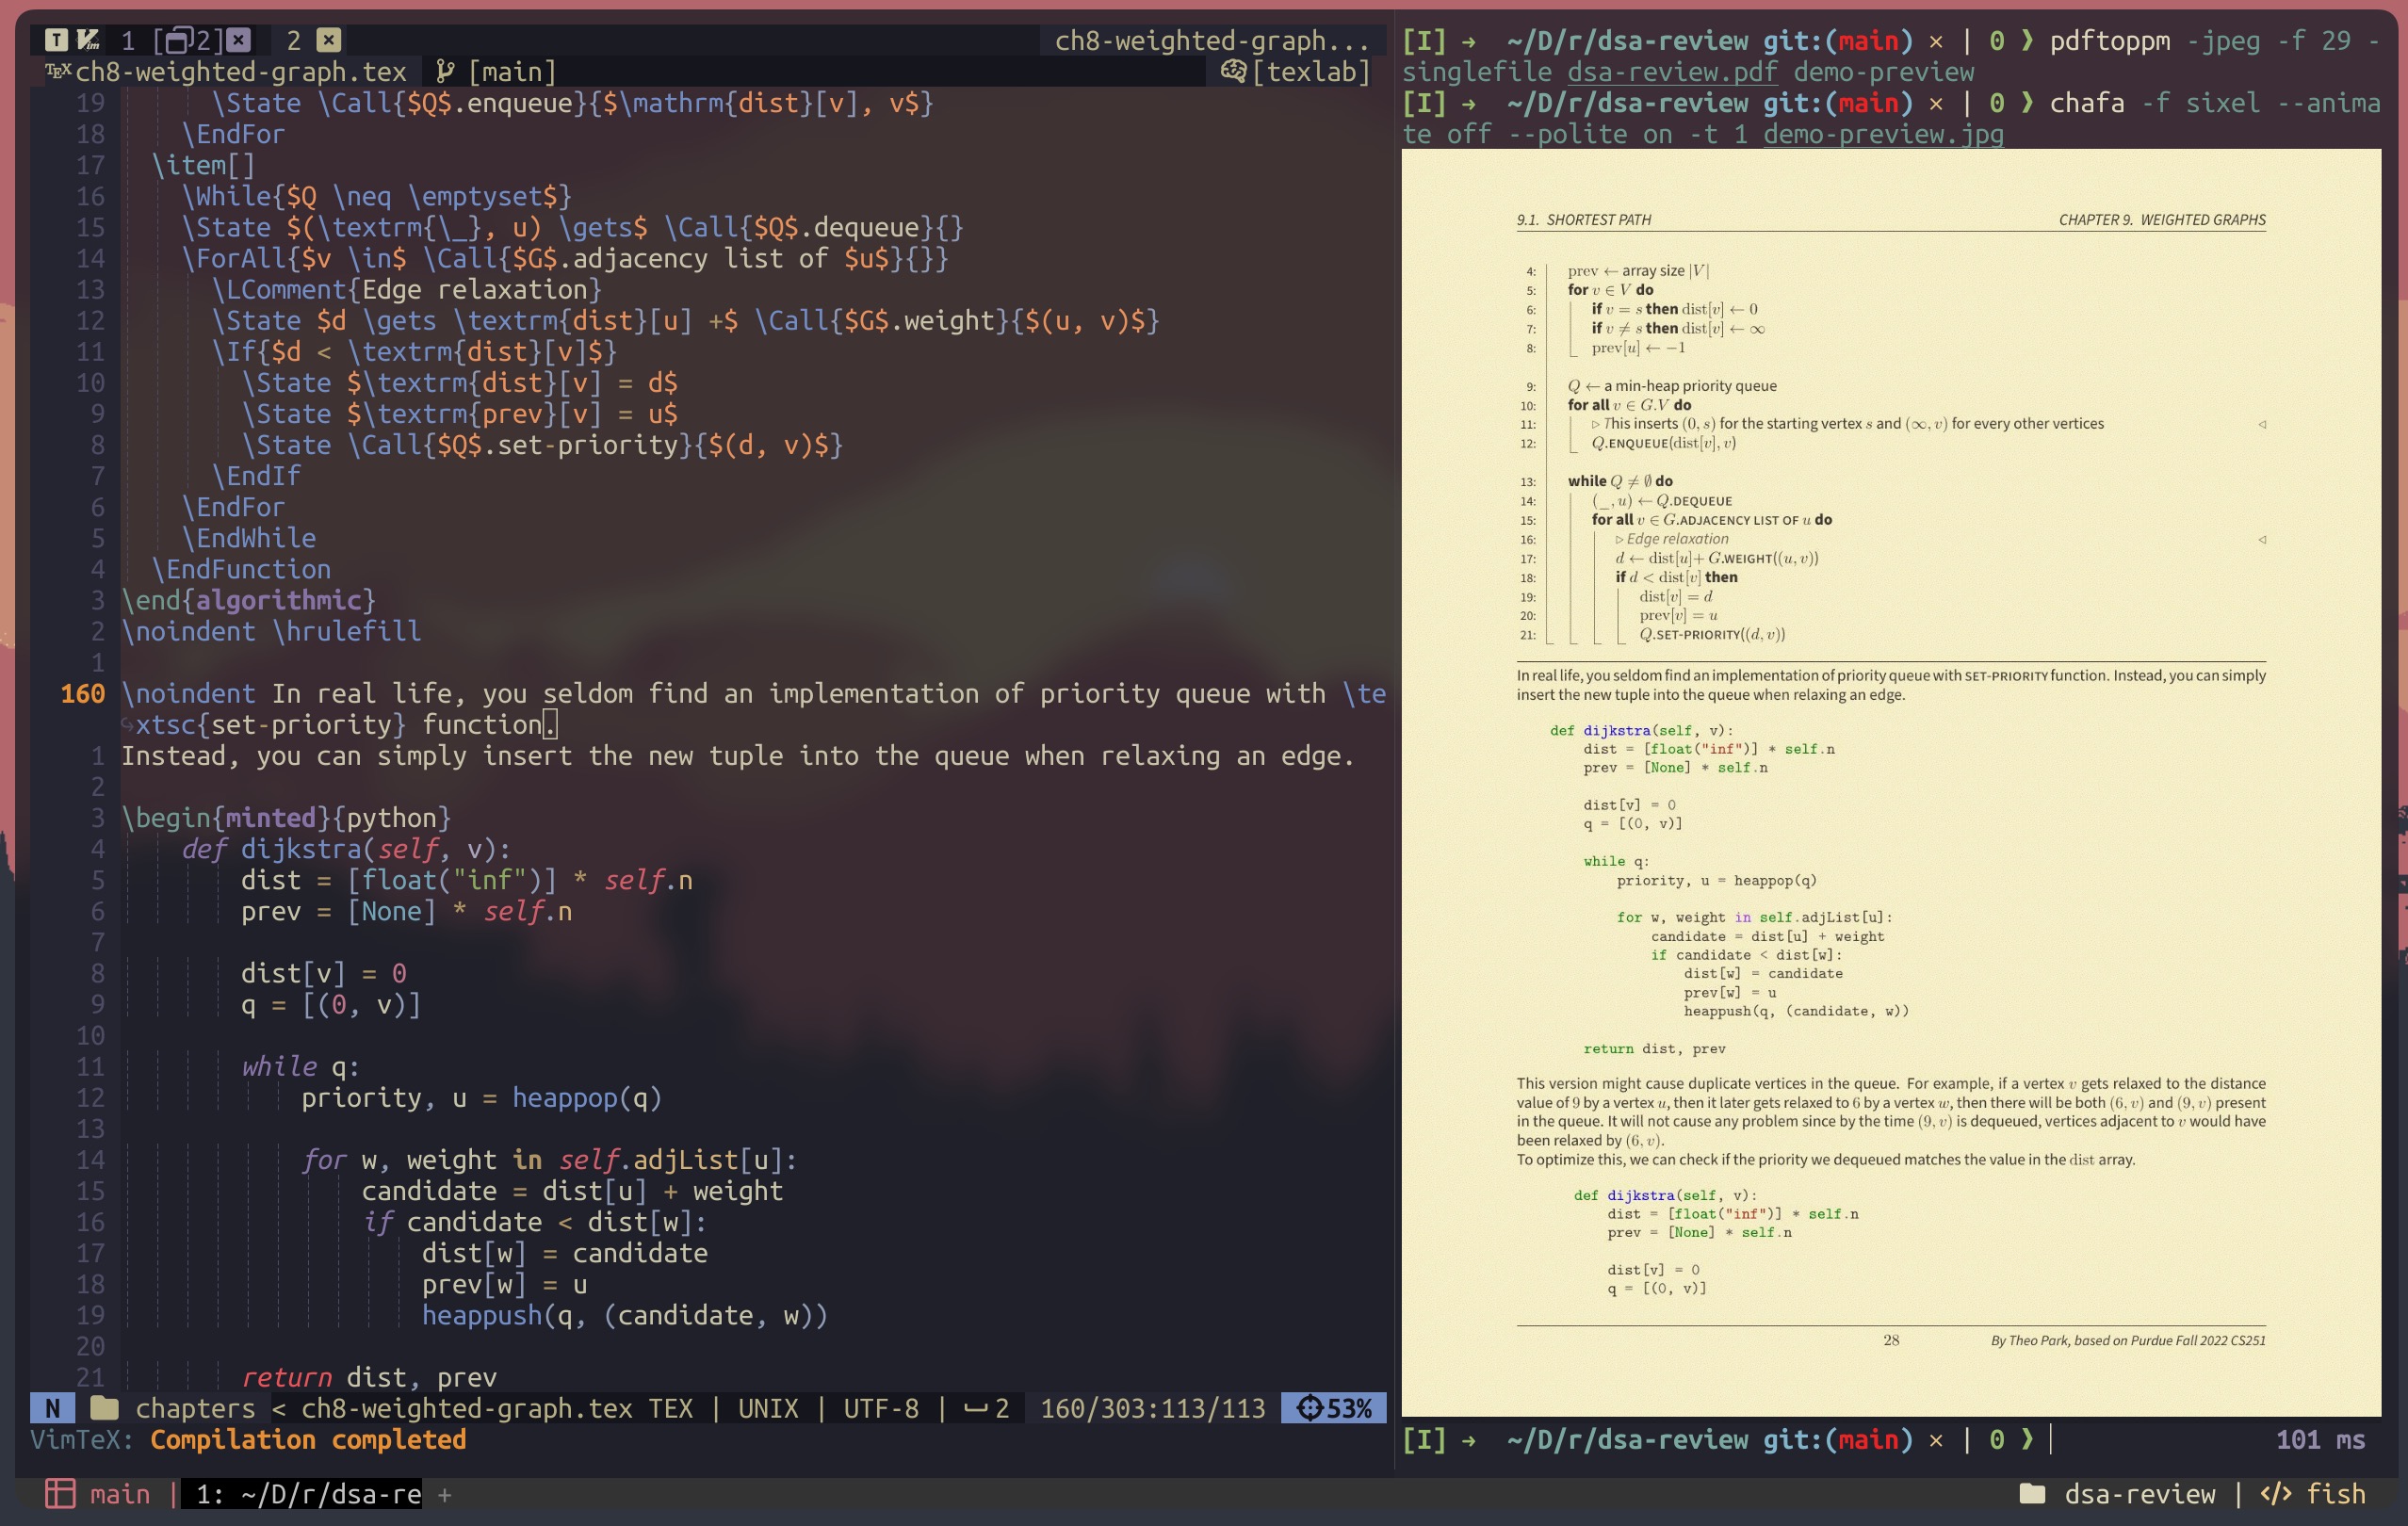 T Vim 1 [2] × 2 × ch8-weighted-graph...
TEX ch8-weighted-graph.tex [main] [texlab]
19 \State \Call{$Q$.enqueue}{$\mathrm{dist}[v], v$}
18 \EndFor
17 \item[]
16 \While{$Q \neq \emptyset$}
15 \State $(\textrm{\_}, u) \gets$ \Call{$Q$.dequeue}{}
14 \ForAll{$v \in$ \Call{$G$.adjacency list of $u$}{}}
13 \LComment{Edge relaxation}
12 \State $d \gets \textrm{dist}[u] +$ \Call{$G$.weight}{$(u, v)$}
11 \If{$d < \textrm{dist}[v]$}
10 \State $\textrm{dist}[v] = d$
9 \State $\textrm{prev}[v] = u$
8 \State \Call{$Q$.set-priority}{$(d, v)$}
7 \EndIf
6 \EndFor
5 \EndWhile
4 \EndFunction
3 \end{algorithmic}
2 \noindent \hrulefill
1
160 \noindent In real life, you seldom find an implementation of priority queue with \te
xtsc{set-priority} function.
1 Instead, you can simply insert the new tuple into the queue when relaxing an edge.
2
3 \begin{minted}{python}
4 def dijkstra(self, v):
5 dist = [float("inf")] * self.n
6 prev = [None] * self.n
7
8 dist[v] = 0
9 q = [(0, v)]
10
11 while q:
12 priority, u = heappop(q)
13
14 for w, weight in self.adjList[u]:
15 candidate = dist[u] + weight
16 if candidate < dist[w]:
17 dist[w] = candidate
18 prev[w] = u
19 heappush(q, (candidate, w))
20
21 return dist, prev
N chapters < ch8-weighted-graph.tex TEX | UNIX | UTF-8 | 2 160/303:113/113 53%
VimTeX: Compilation completed
[I] → ~/D/r/dsa-review git:(main) × | 0 ❯ pdftoppm -jpeg -f 29 -
singlefile dsa-review.pdf demo-preview
[I] → ~/D/r/dsa-review git:(main) × | 0 ❯ chafa -f sixel --anima
te off --polite on -t 1 demo-preview.jpg
9.1. SHORTEST PATH CHAPTER 9. WEIGHTED GRAPHS
4: prev ← array size |V|
5: for v ∈ V do
6: if v = s then dist[v] ← 0
7: if v ≠ s then dist[v] ← ∞
8: prev[u] ← −1
9: Q ← a min-heap priority queue
10: for all v ∈ G.V do
11: ▷ This inserts (0, s) for the starting vertex s and (∞, v) for every other vertices ◁
12: Q.ENQUEUE(dist[v], v)
13: while Q ≠ ∅ do
14: (_, u) ← Q.DEQUEUE
15: for all v ∈ G.ADJACENCY LIST OF u do
16: ▷ Edge relaxation ◁
17: d ← dist[u]+ G.WEIGHT((u, v))
18: if d < dist[v] then
19: dist[v] = d
20: prev[v] = u
21: Q.SET-PRIORITY((d, v))
In real life, you seldom find an implementation of priority queue with SET-PRIORITY function. Instead, you can simply
insert the new tuple into the queue when relaxing an edge.
def dijkstra(self, v):
dist = [float("inf")] * self.n
prev = [None] * self.n
dist[v] = 0
q = [(0, v)]
while q:
priority, u = heappop(q)
for w, weight in self.adjList[u]:
candidate = dist[u] + weight
if candidate < dist[w]:
dist[w] = candidate
prev[w] = u
heappush(q, (candidate, w))
return dist, prev
This version might cause duplicate vertices in the queue. For example, if a vertex v gets relaxed to the distance
value of 9 by a vertex u, then it later gets relaxed to 6 by a vertex w, then there will be both (6, v) and (9, v) present
in the queue. It will not cause any problem since by the time (9, v) is dequeued, vertices adjacent to v would have
been relaxed by (6, v).
To optimize this, we can check if the priority we dequeued matches the value in the dist array.
def dijkstra(self, v):
dist = [float("inf")] * self.n
prev = [None] * self.n
dist[v] = 0
q = [(0, v)]
28 By Theo Park, based on Purdue Fall 2022 CS251
[I] → ~/D/r/dsa-review git:(main) × | 0 ❯ 101 ms
main | 1: ~/D/r/dsa-re + dsa-review | </> fish